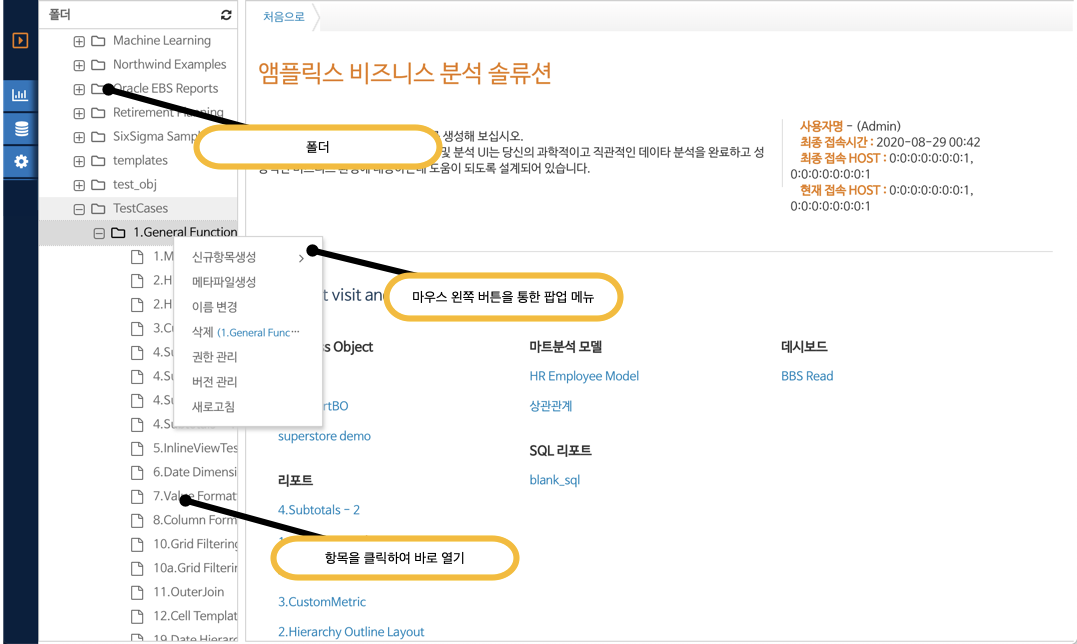 폴더
Machine Learning
Northwind Examples
Oracle EBS Reports
Retirement Planning
SixSigma Samp
templates
test_obj
TestCases
1.General Function
1.M
2.H
2.H
3.Cu
4.Su
4.Su
4.Su
4.Subtotals
5.InlineViewTes
6.Date Dimensi
7.Value Format
8.Column Form
10.Grid Filtering
10a.Grid Filterin
11.OuterJoin
12.Cell Templat
19.Date Hierarc
신규항목생성
메타파일생성
이름 변경
삭제 (1.General Func…
권한 관리
버전 관리
새로고침
처음으로
앰플릭스 비즈니스 분석 솔루션
생성해 보십시오.
및 분석 UI는 당신의 과학적이고 직관적인 데이타 분석을 완료하고 성
도움이 되도록 설계되어 있습니다.
사용자명 - (Admin)
최종 접속시간 : 2020-08-29 00:42
최종 접속 HOST : 0:0:0:0:0:0:0:1,
0:0:0:0:0:0:0:1
현재 접속 HOST : 0:0:0:0:0:0:0:1,
0:0:0:0:0:0:0:1
폴더
마우스 왼쪽 버튼을 통한 팝업 메뉴
항목을 클릭하여 바로 열기
t visit an
s Object
rtBO
superstore demo
리포트
4.Subtotals - 2
3.CustomMetric
2.Hierarchy Outline Layout
마트분석 모델
HR Employee Model
상관관계
SQL 리포트
blank_sql
데시보드
BBS Read